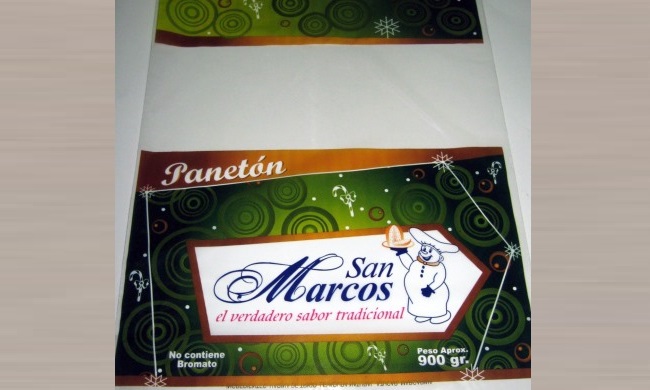 Panetón
San
Marcos
el verdadero sabor tradicional
No contiene
Bromato
Peso Aprox.
900 gr.